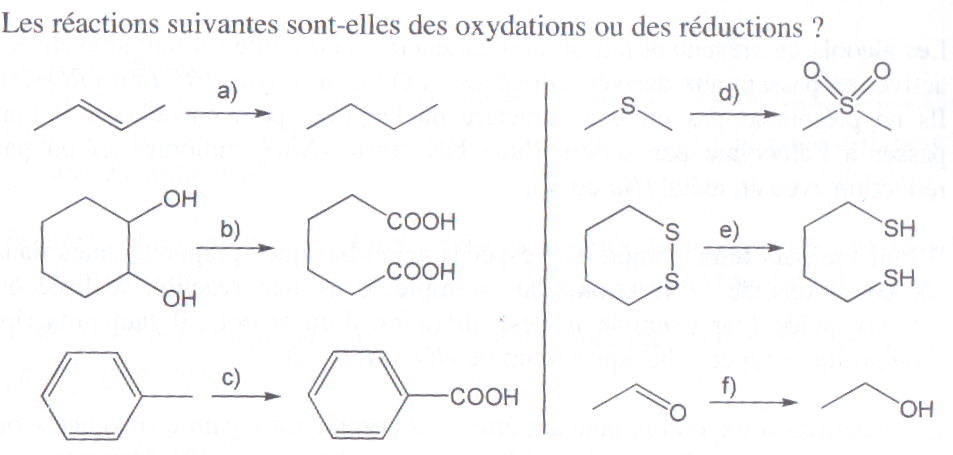 Les réactions suivantes sont-elles des oxydations ou des réductions ?
a)
OH
OH
b)
COOH
COOH
c)
COOH
S
d)
O O
S
S
S
e)
SH
SH
O
f)
OH